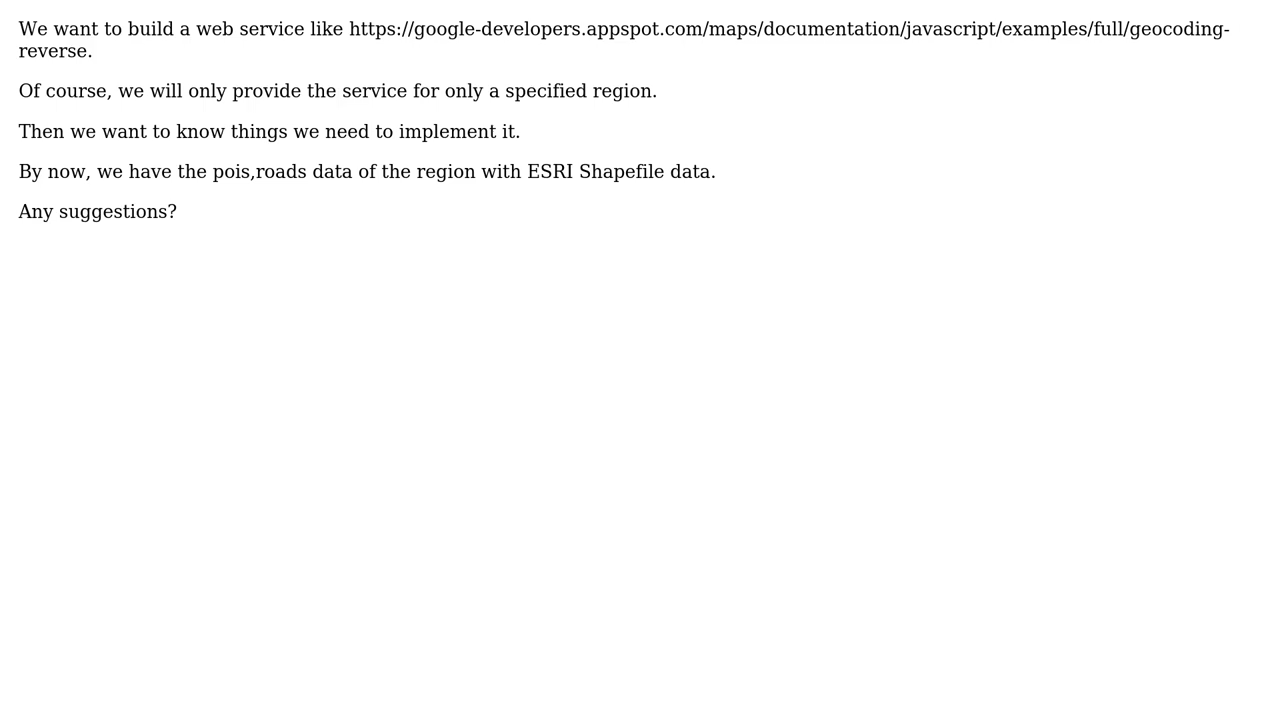 We want to build a web service like https://google-developers.appspot.com/maps/documentation/javascript/examples/full/geocoding-
reverse.
Of course, we will only provide the service for only a specified region.
Then we want to know things we need to implement it.
By now, we have the pois,roads data of the region with ESRI Shapefile data.
Any suggestions?